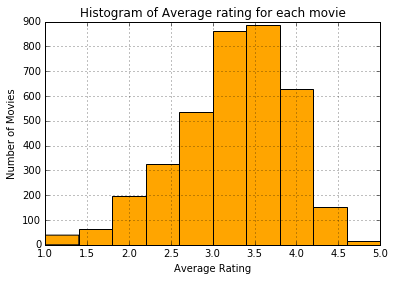 Histogram of Average rating for each movie
900
800
700
600
500
400
300
200
100
0
Number of Movies
1.0 1.5 2.0 2.5 3.0 3.5 4.0 4.5 5.0
Average Rating